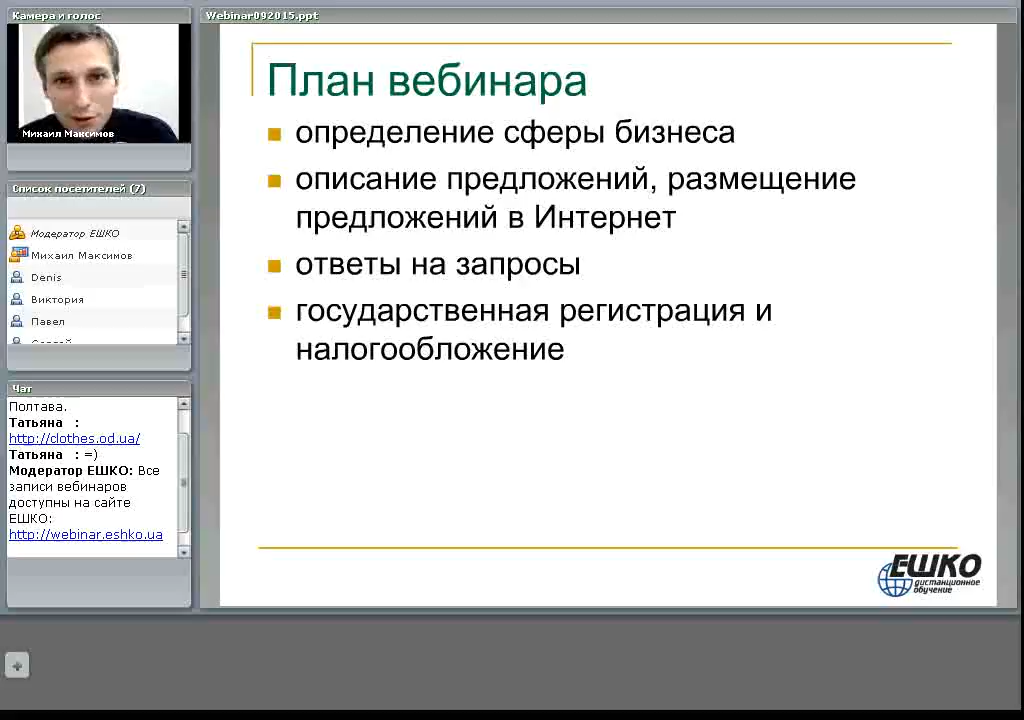 Камера и голос
Михаил Максимов
Список посетителей (7)
Модератор ЕШКО
Михаил Максимов
Denis
Виктория
Павел
Чат
Полтава.
Татьяна :
http://clothes.od.ua/
Татьяна : =)
Модератор ЕШКО: Все
записи вебинаров
доступны на сайте
ЕШКО:
http://webinar.eshko.ua
Webinar092015.ppt
План вебинара
определение сферы бизнеса
описание предложений, размещение
предложений в Интернет
ответы на запросы
государственная регистрация и
налогообложение
ЕШКО
дистанционное
обучение